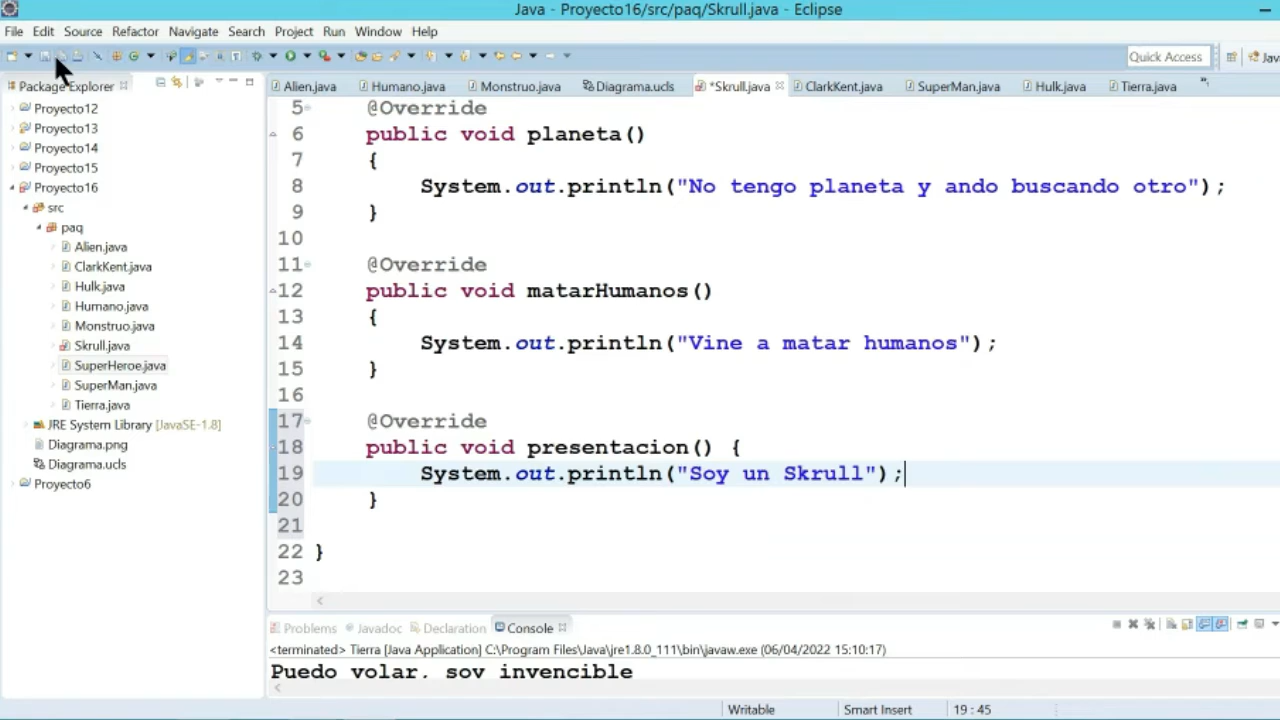 Java - Proyecto16/src/paq/Skrull.java - Eclipse
File Edit Source Refactor Navigate Search Project Run Window Help
Quick Access Jav
Package Explorer
Alien.java Humano.java Monstruo.java Diagrama.ucls *Skrull.java ClarkKent.java SuperMan.java Hulk.java Tierra.java
Proyecto12
Proyecto13
Proyecto14
Proyecto15
Proyecto16
src
paq
Alien.java
ClarkKent.java
Hulk.java
Humano.java
Monstruo.java
Skrull.java
SuperHeroe.java
SuperMan.java
Tierra.java
JRE System Library [JavaSE-1.8]
Diagrama.png
Diagrama.ucls
Proyecto6
5 @Override
6 public void planeta()
7 {
8 System.out.println("No tengo planeta y ando buscando otro");
9 }
10
11 @Override
12 public void matarHumanos()
13 {
14 System.out.println("Vine a matar humanos");
15 }
16
17 @Override
18 public void presentacion() {
19 System.out.println("Soy un Skrull");
20 }
21
22 }
23
Problems Javadoc Declaration Console
<terminated> Tierra [Java Application] C:\Program Files\Java\jre1.8.0_111\bin\javaw.exe (06/04/2022 15:10:17)
Puedo volar, soy invencible
Writable Smart Insert 19 : 45